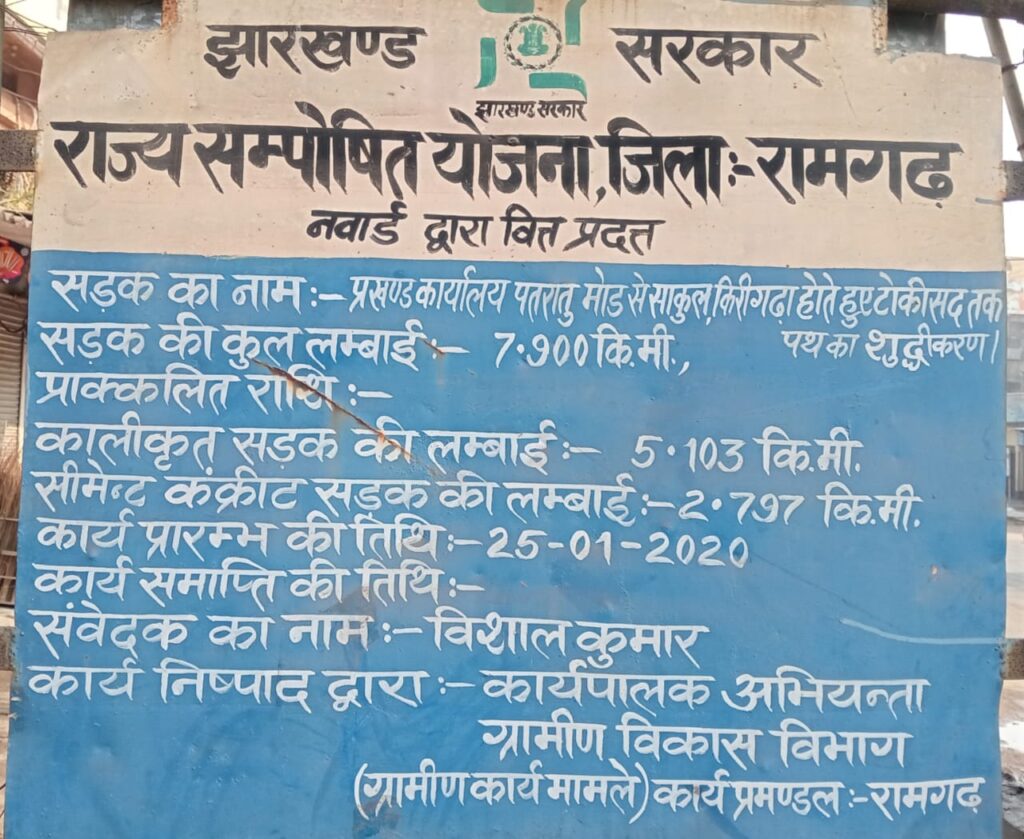 झारखण्ड सरकार
झारखण्ड सरकार
राज्य सम्पोषित योजना, जिला:- रामगढ़
नवार्ड द्वारा वित्त प्रदत्त
सड़क का नाम :- प्रखण्ड कार्यालय पतरातु मोड से साकुल, किरीगढ़ा होते हुए टोकीसद तक
पथ का शुद्धीकरण।
सड़क की कुल लम्बाई :- 7.900 कि.मी.,
प्राक्कलित राशि :-
कालीकृत सड़क की लम्बाई :- 5.103 कि.मी.
सीमेन्ट कंक्रीट सड़क की लम्बाई :- 2.797 कि.मी.
कार्य प्रारम्भ की तिथि :- 25-01-2020
कार्य समाप्ति की तिथि :-
संवेदक का नाम :- विशाल कुमार
कार्य निष्पाद द्वारा :- कार्यपालक अभियन्ता
ग्रामीण विकास विभाग
(ग्रामीण कार्य मामले) कार्य प्रमण्डल :- रामगढ़